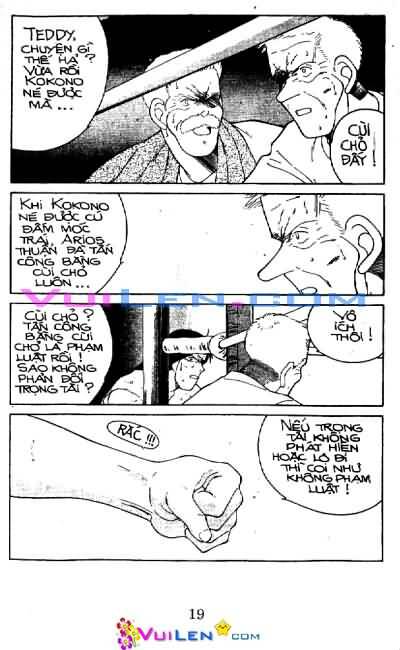 TEDDY,
CHUYỆN GÌ
THẾ HẢ?
VỪA RỒI
KOKONO
NÉ ĐƯỢC
MÀ...
CÙI
CHỎ
ĐẤY!
KHI KOKONO
NÉ ĐƯỢC CÚ
ĐẤM MÓC
TRÁI, ARIOS
THUẬN ĐÀ TẤN
CÔNG BẰNG
CÙI CHỎ
LUÔN...
VUILEN.COM
CÙI CHỎ?
TẤN CÔNG
BẰNG CÙI
CHỎ LÀ PHẠM
LUẬT RỒI!
SAO KHÔNG
PHẢN ĐỐI
TRỌNG TÀI?
VÔ
ÍCH
THÔI!
RẮC!!!
NẾU TRỌNG
TÀI KHÔNG
PHÁT HIỆN
HOẶC LỜ ĐI
THÌ COI NHƯ
KHÔNG PHẠM
LUẬT!
19
VUILEN.COM